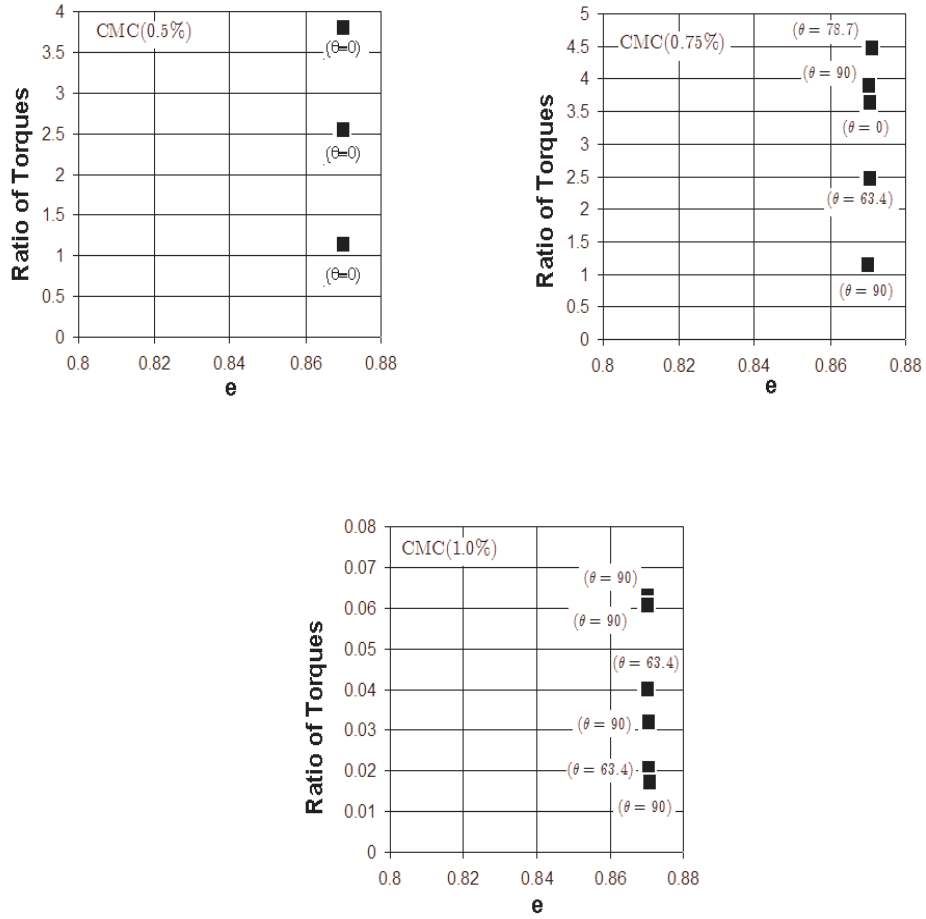 CMC(0.5%)
4
3.5
3
2.5
2
1.5
1
0.5
0
Ratio of Torques
(θ=0)
(θ=0)
(θ=0)
0.8 0.82 0.84 0.86 0.88
e
CMC(0.75%)
5
4.5
4
3.5
3
2.5
2
1.5
1
0.5
0
Ratio of Torques
(θ = 78.7)
(θ = 90)
(θ = 0)
(θ = 63.4)
(θ = 90)
0.8 0.82 0.84 0.86 0.88
e
CMC(1.0%)
0.08
0.07
0.06
0.05
0.04
0.03
0.02
0.01
0
Ratio of Torques
(θ = 90)
(θ = 90)
(θ = 63.4)
(θ = 90)
(θ = 63.4)
(θ = 90)
0.8 0.82 0.84 0.86 0.88
e